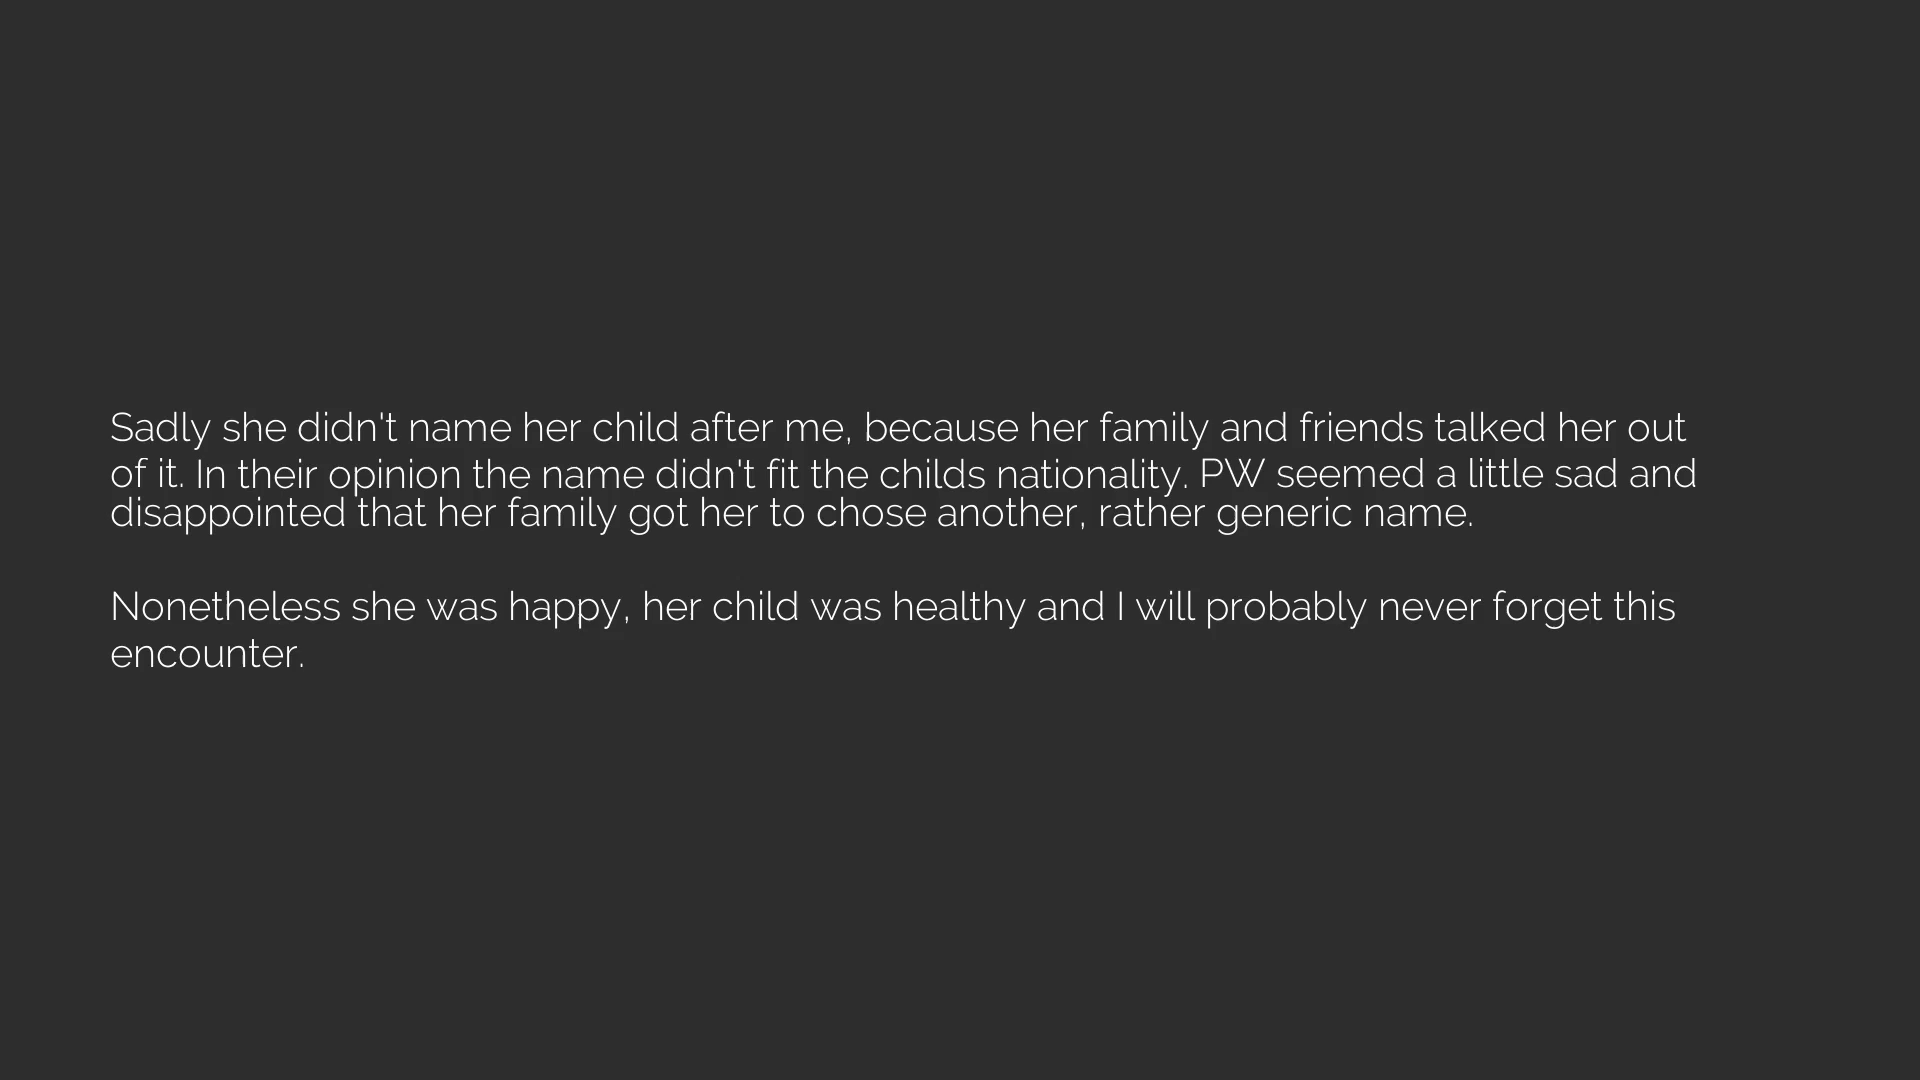 Sadly she didn't name her child after me, because her family and friends talked her out
of it. In their opinion the name didn't fit the childs nationality. PW seemed a little sad and
disappointed that her family got her to chose another, rather generic name.
Nonetheless she was happy, her child was healthy and I will probably never forget this
encounter.